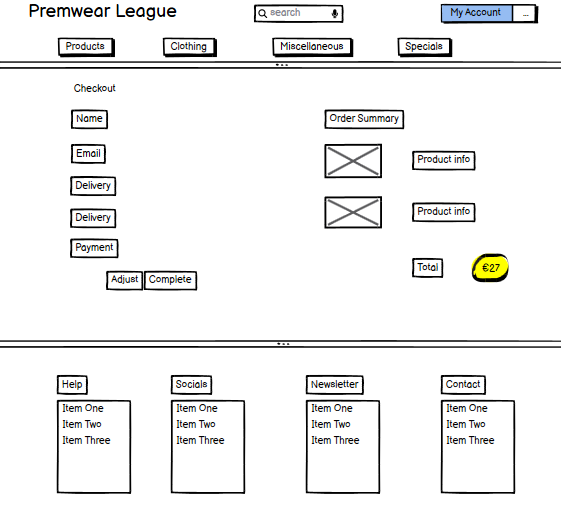 Premwear League
search
My Account
...
Products
Clothing
Miscellaneous
Specials
Checkout
Name
Email
Delivery
Delivery
Payment
Adjust
Complete
Order Summary
Product info
Product info
Total
€27
Help
Item One
Item Two
Item Three
Socials
Item One
Item Two
Item Three
Newsletter
Item One
Item Two
Item Three
Contact
Item One
Item Two
Item Three